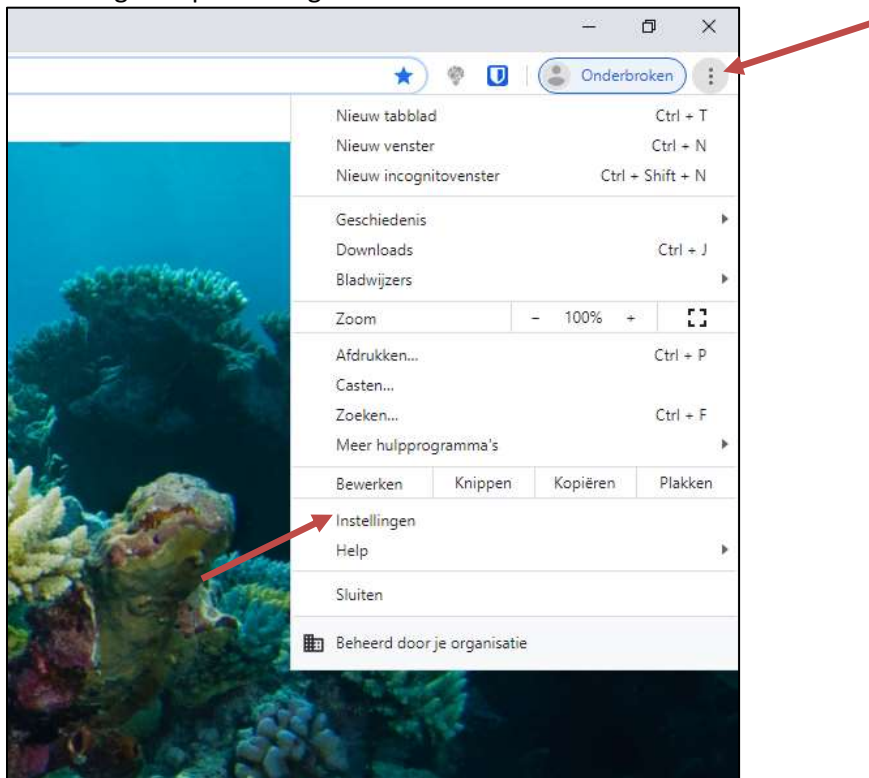 Onderbroken
Nieuw tabblad Ctrl + T
Nieuw venster Ctrl + N
Nieuw incognitovenster Ctrl + Shift + N
Geschiedenis
Downloads Ctrl + J
Bladwijzers
Zoom - 100% +
Afdrukken... Ctrl + P
Casten...
Zoeken... Ctrl + F
Meer hulpprogramma's
Bewerken Knippen Kopiëren Plakken
Instellingen
Help
Sluiten
Beheerd door je organisatie